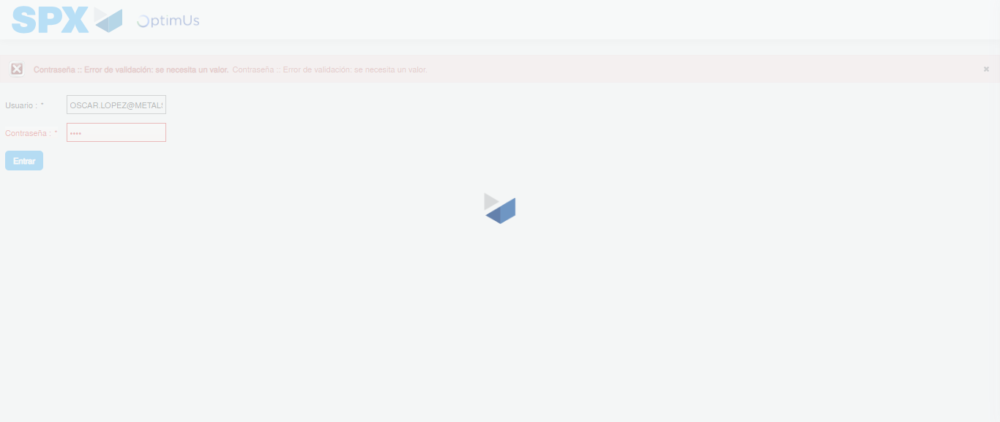 SPX OptimUs
Contraseña :: Error de validación: se necesita un valor. Contraseña :: Error de validación: se necesita un valor.
Usuario : * OSCAR.LOPEZ@METAL
Contraseña : * ••••
Entrar